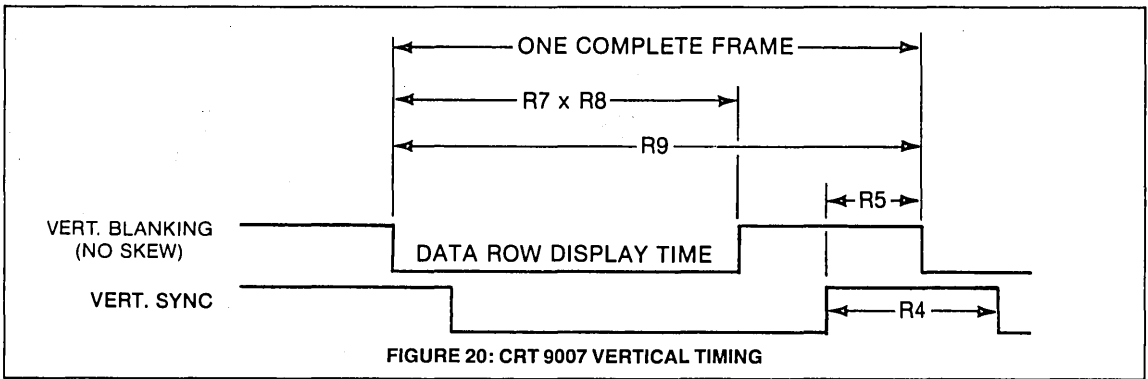 ONE COMPLETE FRAME
R7 x R8
R9
R5
VERT. BLANKING
(NO SKEW)
DATA ROW DISPLAY TIME
VERT. SYNC
R4
FIGURE 20: CRT 9007 VERTICAL TIMING